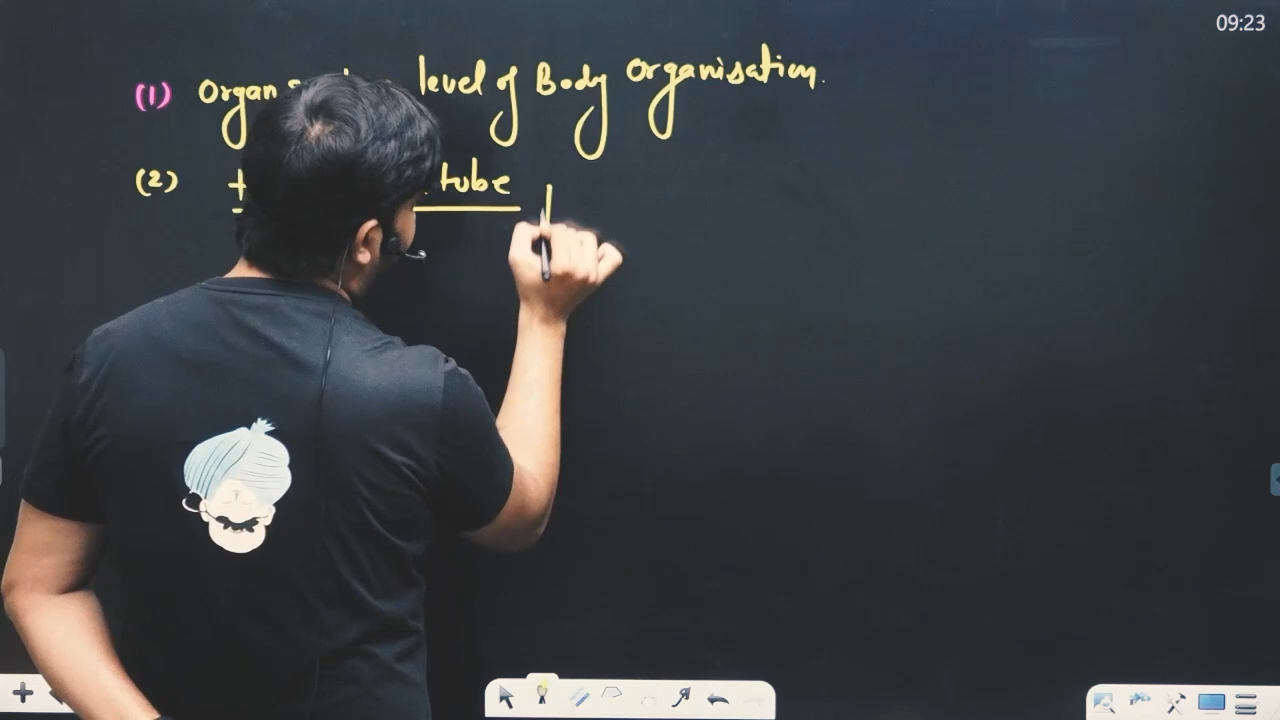 09:23
(1) Organ level of Body Organisation.
(2) tube